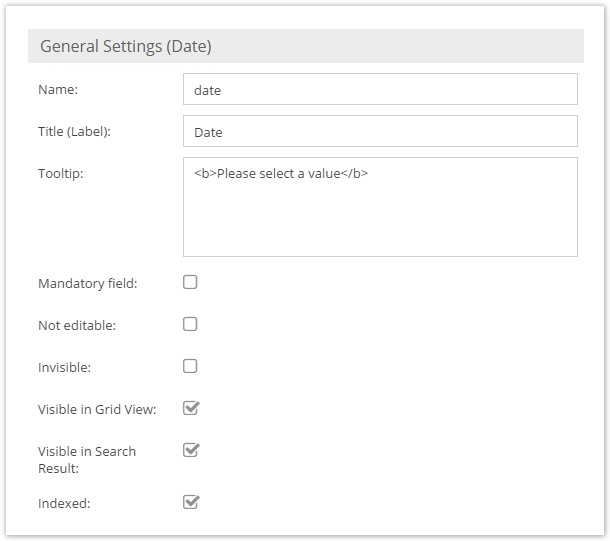 General Settings (Date)
Name:
date
Title (Label):
Date
Tooltip:
<b>Please select a value</b>
Mandatory field:
Not editable:
Invisible:
Visible in Grid View:
Visible in Search
Result:
Indexed: